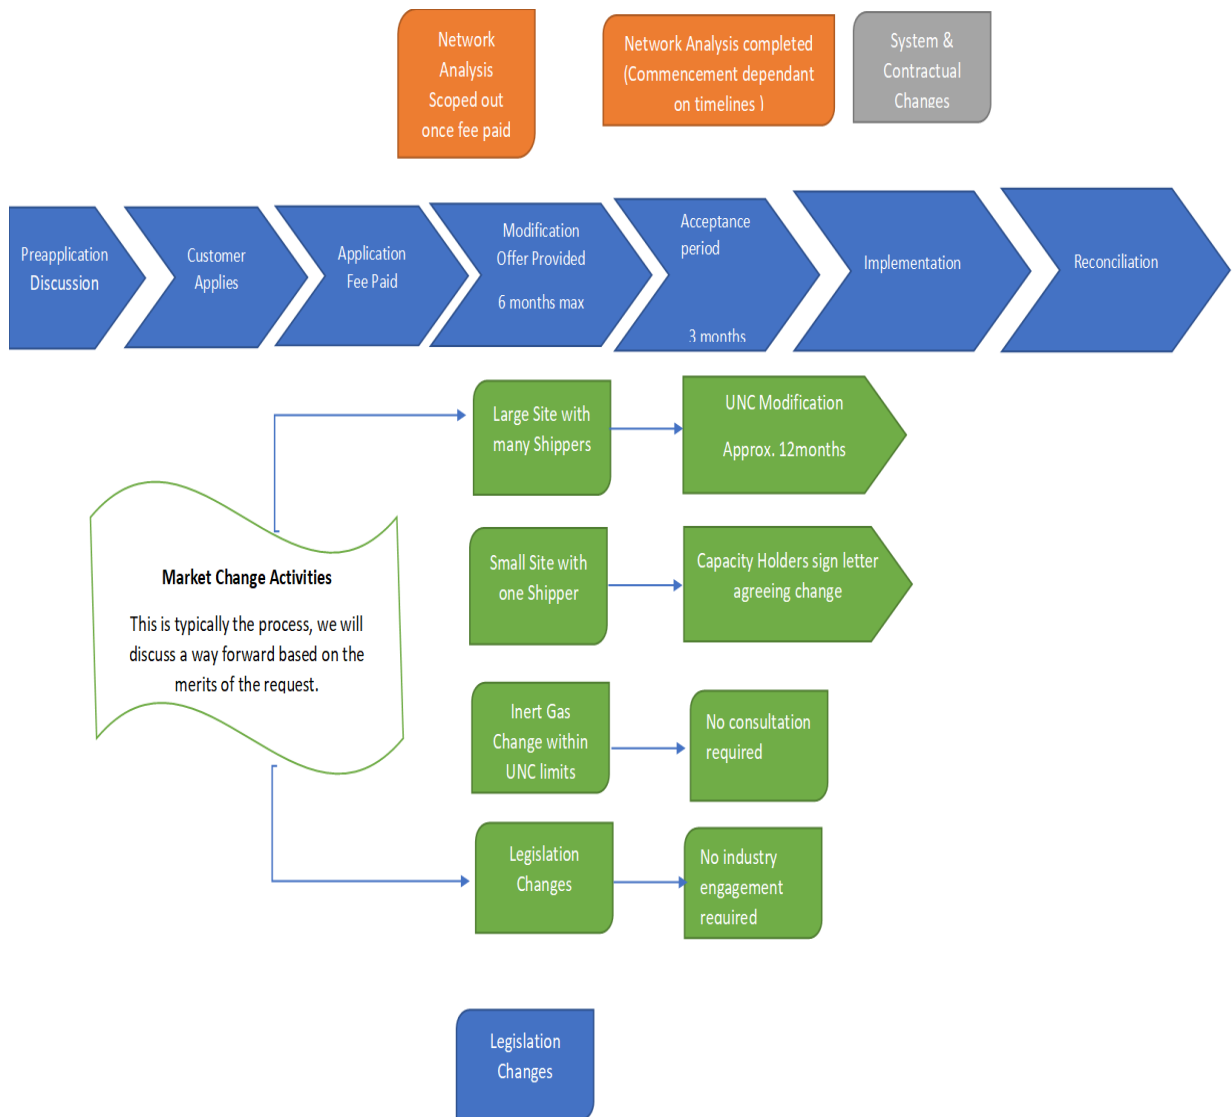 Network
Analysis
Scoped out
once fee paid
Network Analysis completed
(Commencement dependant
on timelines )
System &
Contractual
Changes
Preapplication
Discussion
Customer
Applies
Application
Fee Paid
Modification
Offer Provided
6 months max
Acceptance
period
3 months
Implementation
Reconciliation
Large Site with
many Shippers
UNC Modification
Approx. 12months
Small Site with
one Shipper
Capacity Holders sign letter
agreeing change
Market Change Activities
This is typically the process, we will
discuss a way forward based on the
merits of the request.
Inert Gas
Change within
UNC limits
No consultation
required
Legislation
Changes
No industry
engagement
required
Legislation
Changes